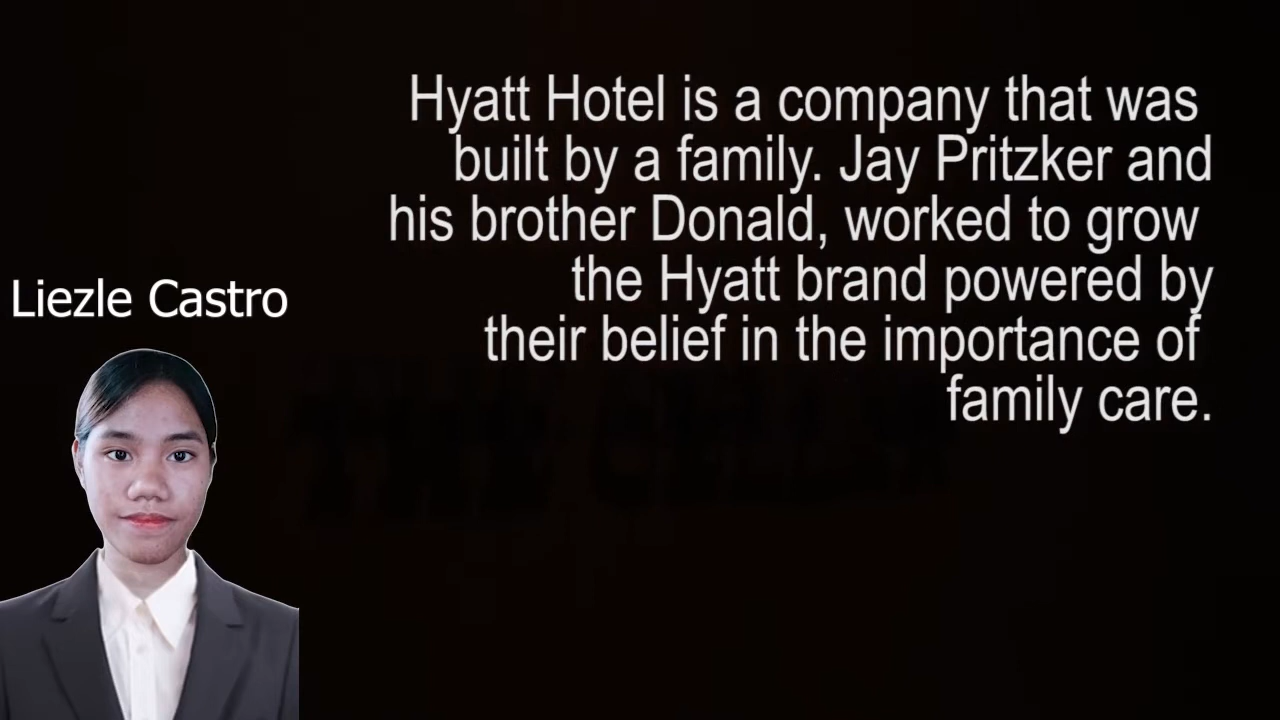 Hyatt Hotel is a company that was
built by a family. Jay Pritzker and
his brother Donald, worked to grow
the Hyatt brand powered by
their belief in the importance of
family care.
Liezle Castro